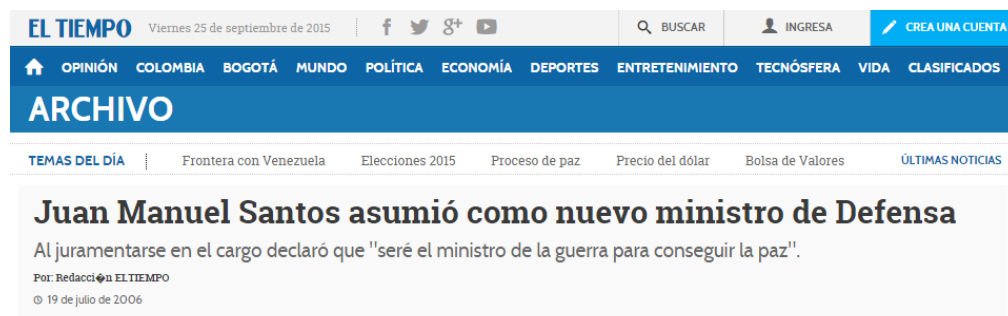 EL TIEMPO Viernes 25 de septiembre de 2015 BUSCAR INGRESA CREA UNA CUENTA
OPINIÓN COLOMBIA BOGOTÁ MUNDO POLÍTICA ECONOMÍA DEPORTES ENTRETENIMIENTO TECNÓSFERA VIDA CLASIFICADOS
ARCHIVO
TEMAS DEL DÍA Frontera con Venezuela Elecciones 2015 Proceso de paz Precio del dólar Bolsa de Valores ÚLTIMAS NOTICIAS
Juan Manuel Santos asumió como nuevo ministro de Defensa
Al juramentarse en el cargo declaró que "seré el ministro de la guerra para conseguir la paz".
Por: Redacci�n EL TIEMPO
19 de julio de 2006